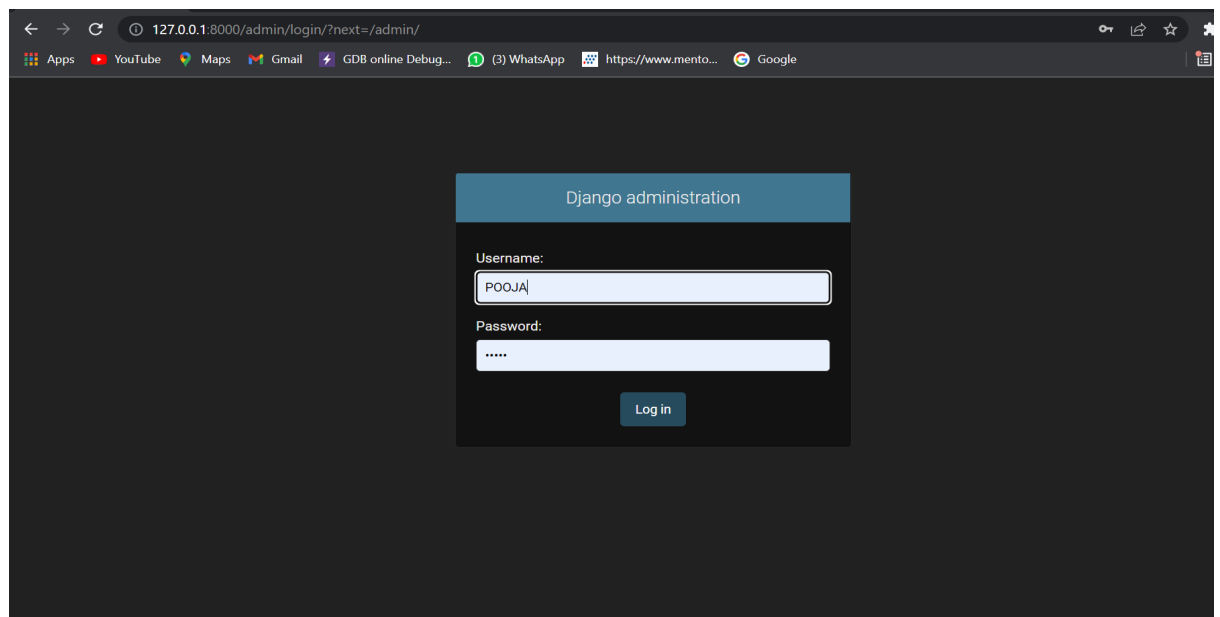 127.0.0.1:8000/admin/login/?next=/admin/
Apps YouTube Maps Gmail GDB online Debug... (3) WhatsApp https://www.mento... Google
Django administration
Username:
POOJA
Password:
•••••
Log in